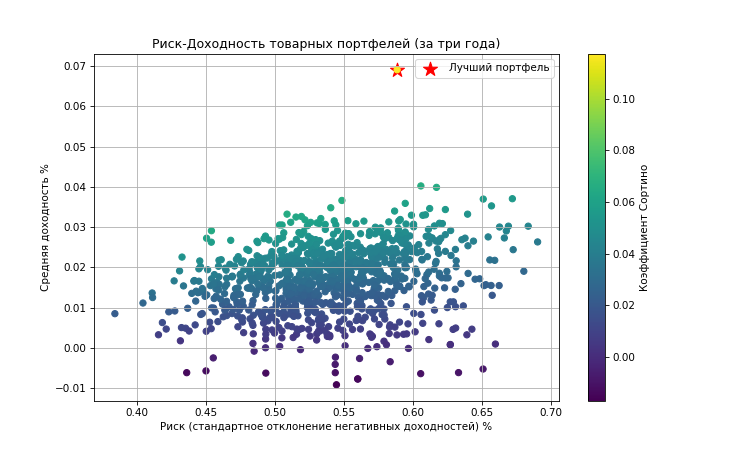 Риск-Доходность товарных портфелей (за три года)
Лучший портфель
Средняя доходность %
0.07
0.06
0.05
0.04
0.03
0.02
0.01
0.00
−0.01
0.40 0.45 0.50 0.55 0.60 0.65 0.70
Риск (стандартное отклонение негативных доходностей) %
0.10
0.08
0.06
0.04
0.02
0.00
Коэффициент Сортино